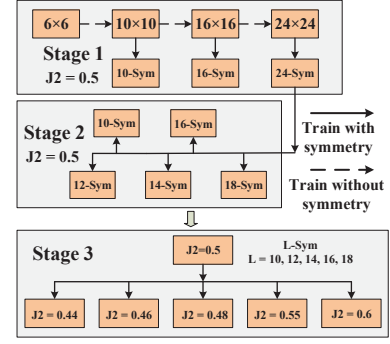 6×6
10×10
16×16
24×24
Stage 1
J2 = 0.5
10-Sym
16-Sym
24-Sym
Stage 2
J2 = 0.5
10-Sym
16-Sym
12-Sym
14-Sym
18-Sym
Train with
symmetry
Train without
symmetry
Stage 3
J2=0.5
L-Sym
L = 10, 12, 14, 16, 18
J2 = 0.44
J2 = 0.46
J2 = 0.48
J2 = 0.55
J2 = 0.6